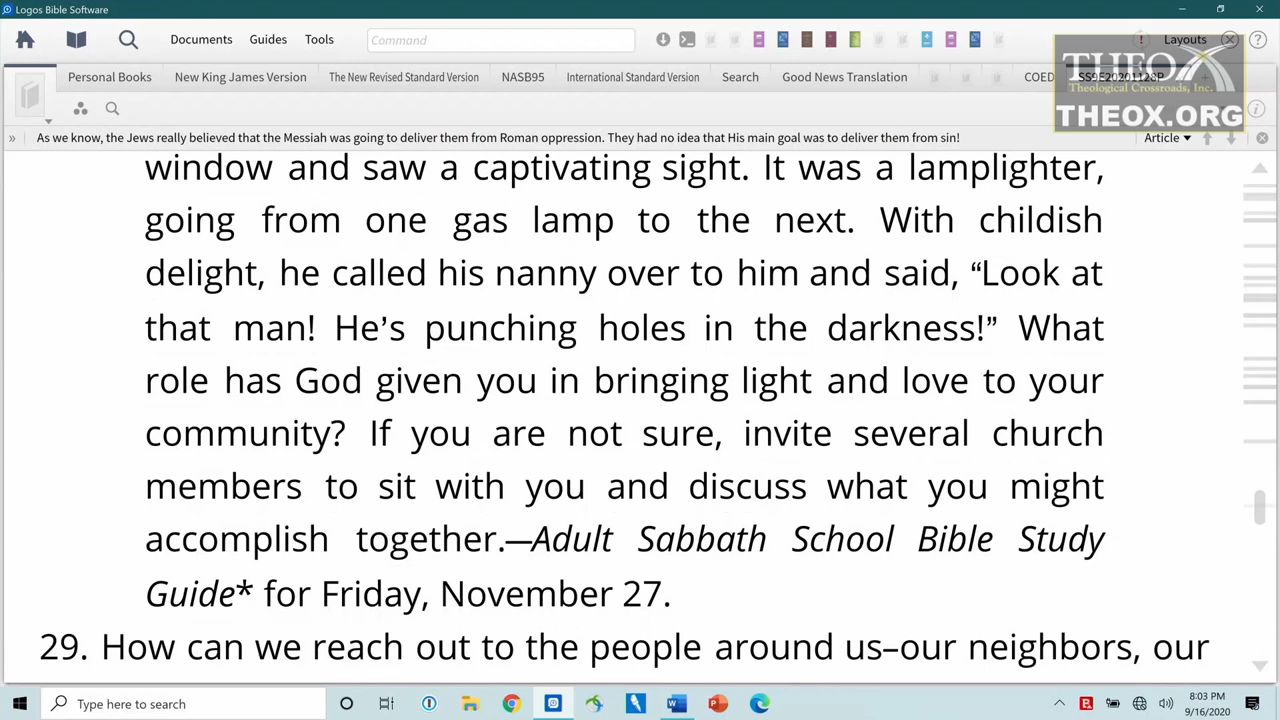 Logos Bible Software
Documents Guides Tools Command Layouts
Personal Books New King James Version The New Revised Standard Version NASB95 International Standard Version Search Good News Translation COED SS9E20201128P
THEOX
Theological Crossroads, Inc.
THEOX.ORG
As we know, the Jews really believed that the Messiah was going to deliver them from Roman oppression. They had no idea that His main goal was to deliver them from sin! Article
window and saw a captivating sight. It was a lamplighter,
going from one gas lamp to the next. With childish
delight, he called his nanny over to him and said, “Look at
that man! He’s punching holes in the darkness!” What
role has God given you in bringing light and love to your
community? If you are not sure, invite several church
members to sit with you and discuss what you might
accomplish together.—Adult Sabbath School Bible Study
Guide* for Friday, November 27.
29. How can we reach out to the people around us–our neighbors, our
Type here to search
8:03 PM
9/16/2020